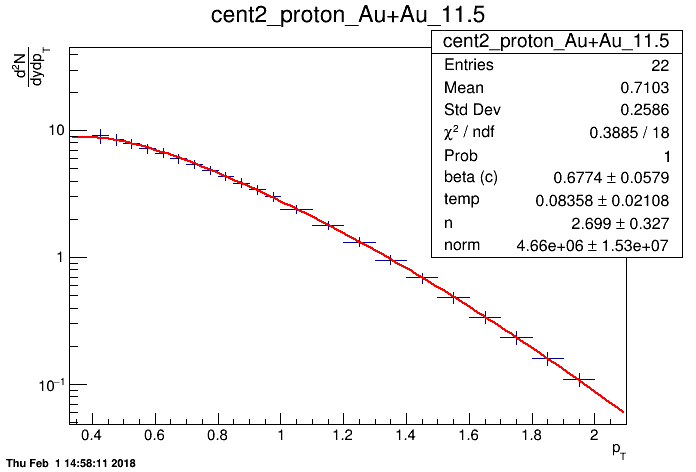 cent2_proton_Au+Au_11.5
d²N
dydp_T
cent2_proton_Au+Au_11.5
Entries 22
Mean 0.7103
Std Dev 0.2586
χ² / ndf 0.3885 / 18
Prob 1
beta (c) 0.6774 ± 0.0579
temp 0.08358 ± 0.02108
n 2.699 ± 0.327
norm 4.66e+06 ± 1.53e+07
10
1
10⁻¹
0.4 0.6 0.8 1 1.2 1.4 1.6 1.8 2
p_T
Thu Feb 1 14:58:11 2018